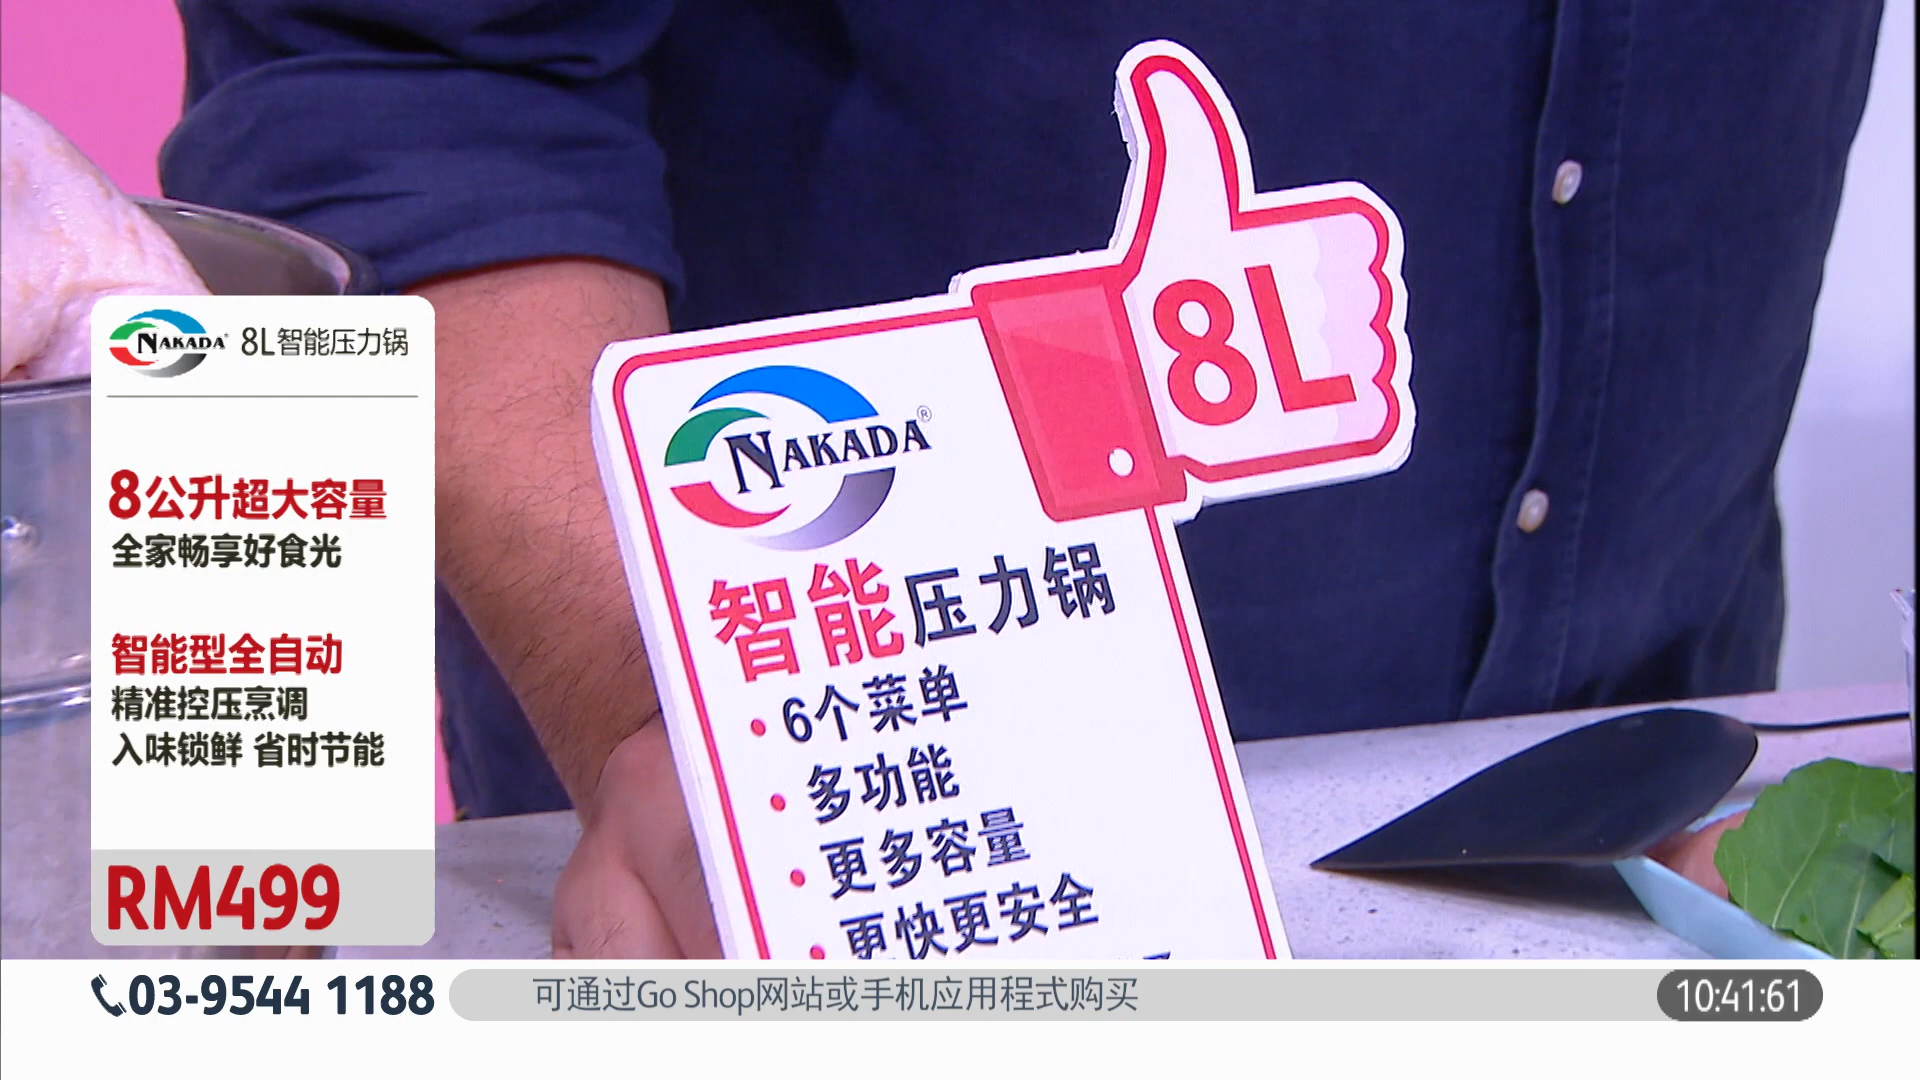 NAKADA 8L智能压力锅
8公升超大容量
全家畅享好食光
智能型全自动
精准控压烹调
入味锁鲜 省时节能
RM499
8L
NAKADA®
智能压力锅
• 6个菜单
• 多功能
• 更多容量
• 更快更安全
03-9544 1188
可通过Go Shop网站或手机应用程式购买
10:41:61